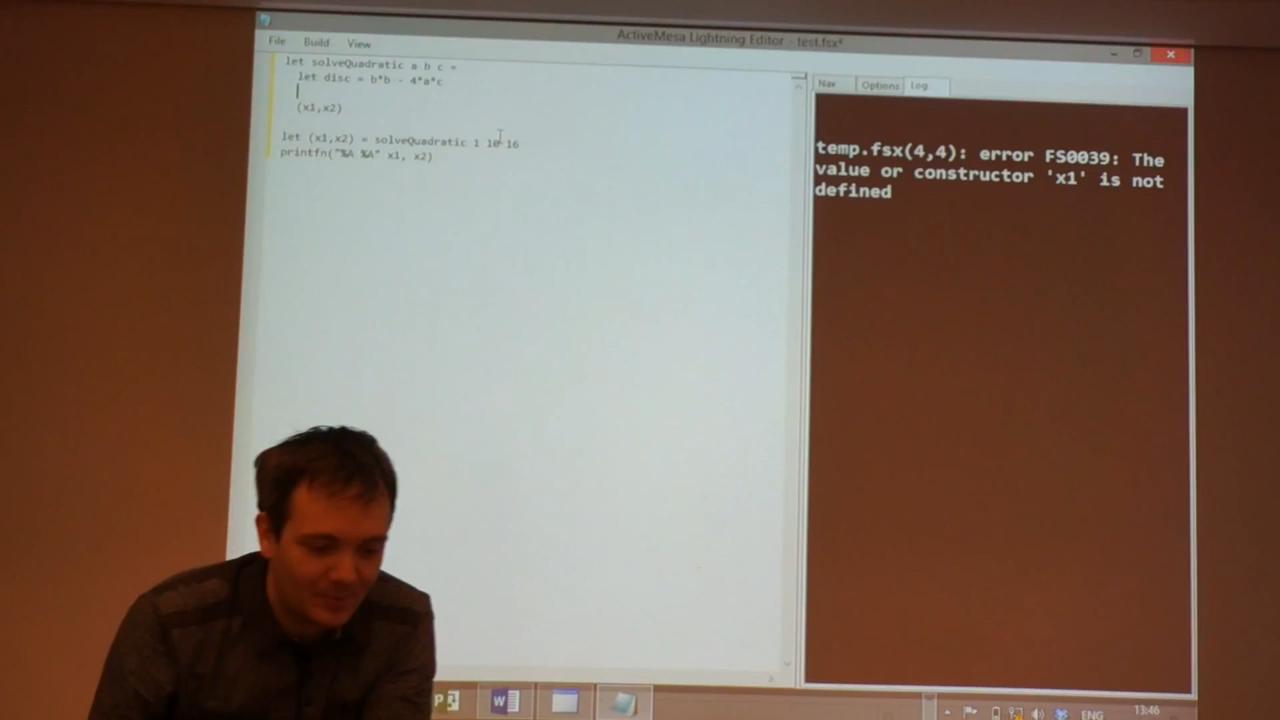 ActiveMesa Lightning Editor - test.fsx*
File Build View
let solveQuadratic a b c =
let disc = b*b - 4*a*c
(x1,x2)
let (x1,x2) = solveQuadratic 1 10 16
printfn("%A %A" x1, x2)
Nav Options Log
temp.fsx(4,4): error FS0039: The
value or constructor 'x1' is not
defined
P W
ENG 13:46